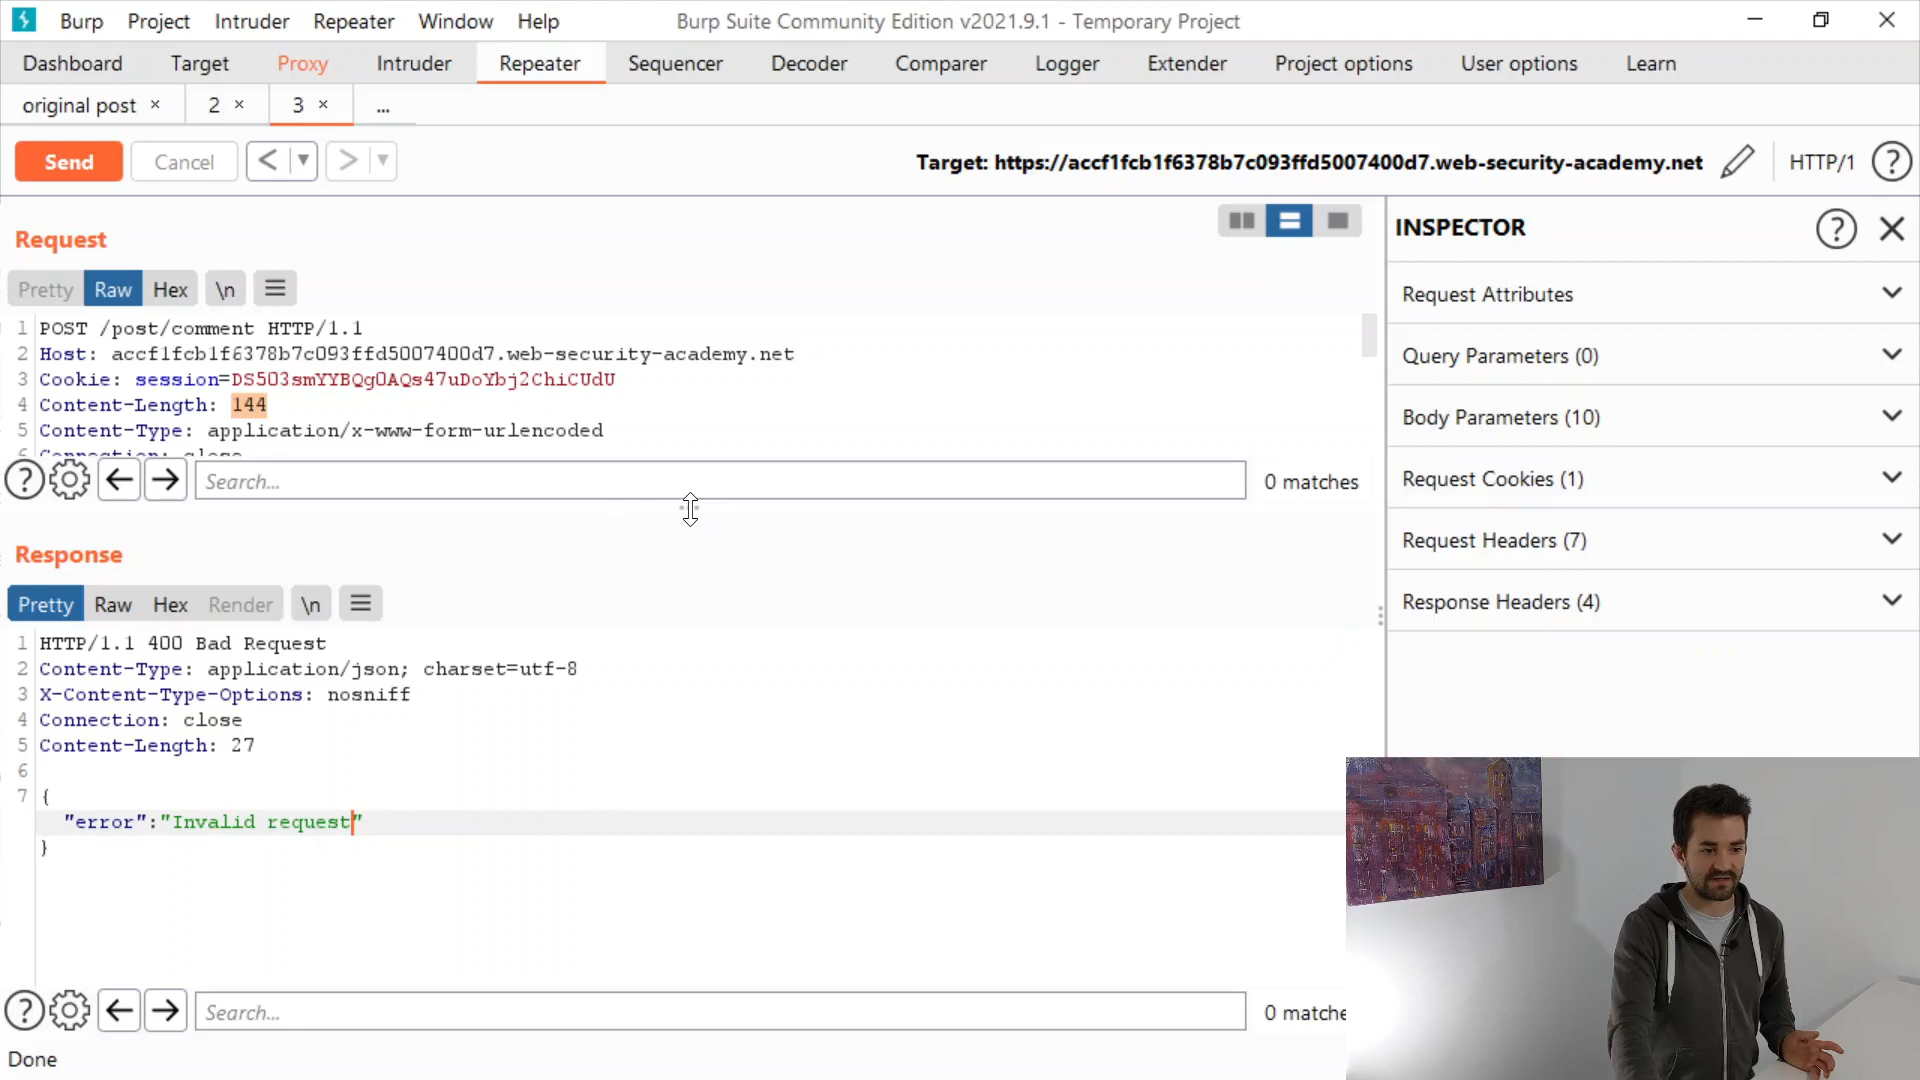 Burp Project Intruder Repeater Window Help Burp Suite Community Edition v2021.9.1 - Temporary Project
Dashboard Target Proxy Intruder Repeater Sequencer Decoder Comparer Logger Extender Project options User options Learn
original post × 2 × 3 × ...
Send Cancel < > Target: https://accf1fcb1f6378b7c093ffd5007400d7.web-security-academy.net HTTP/1 ?
Request
Pretty Raw Hex \n
1 POST /post/comment HTTP/1.1
2 Host: accf1fcb1f6378b7c093ffd5007400d7.web-security-academy.net
3 Cookie: session=DS503smYYBQg0AQs47uDoYbj2ChiCUdU
4 Content-Length: 144
5 Content-Type: application/x-www-form-urlencoded
6 Connection: close
? Search... 0 matches
Response
Pretty Raw Hex Render \n
1 HTTP/1.1 400 Bad Request
2 Content-Type: application/json; charset=utf-8
3 X-Content-Type-Options: nosniff
4 Connection: close
5 Content-Length: 27
6
7 {
"error":"Invalid request"
}
? Search... 0 matche
Done
INSPECTOR ?
Request Attributes
Query Parameters (0)
Body Parameters (10)
Request Cookies (1)
Request Headers (7)
Response Headers (4)